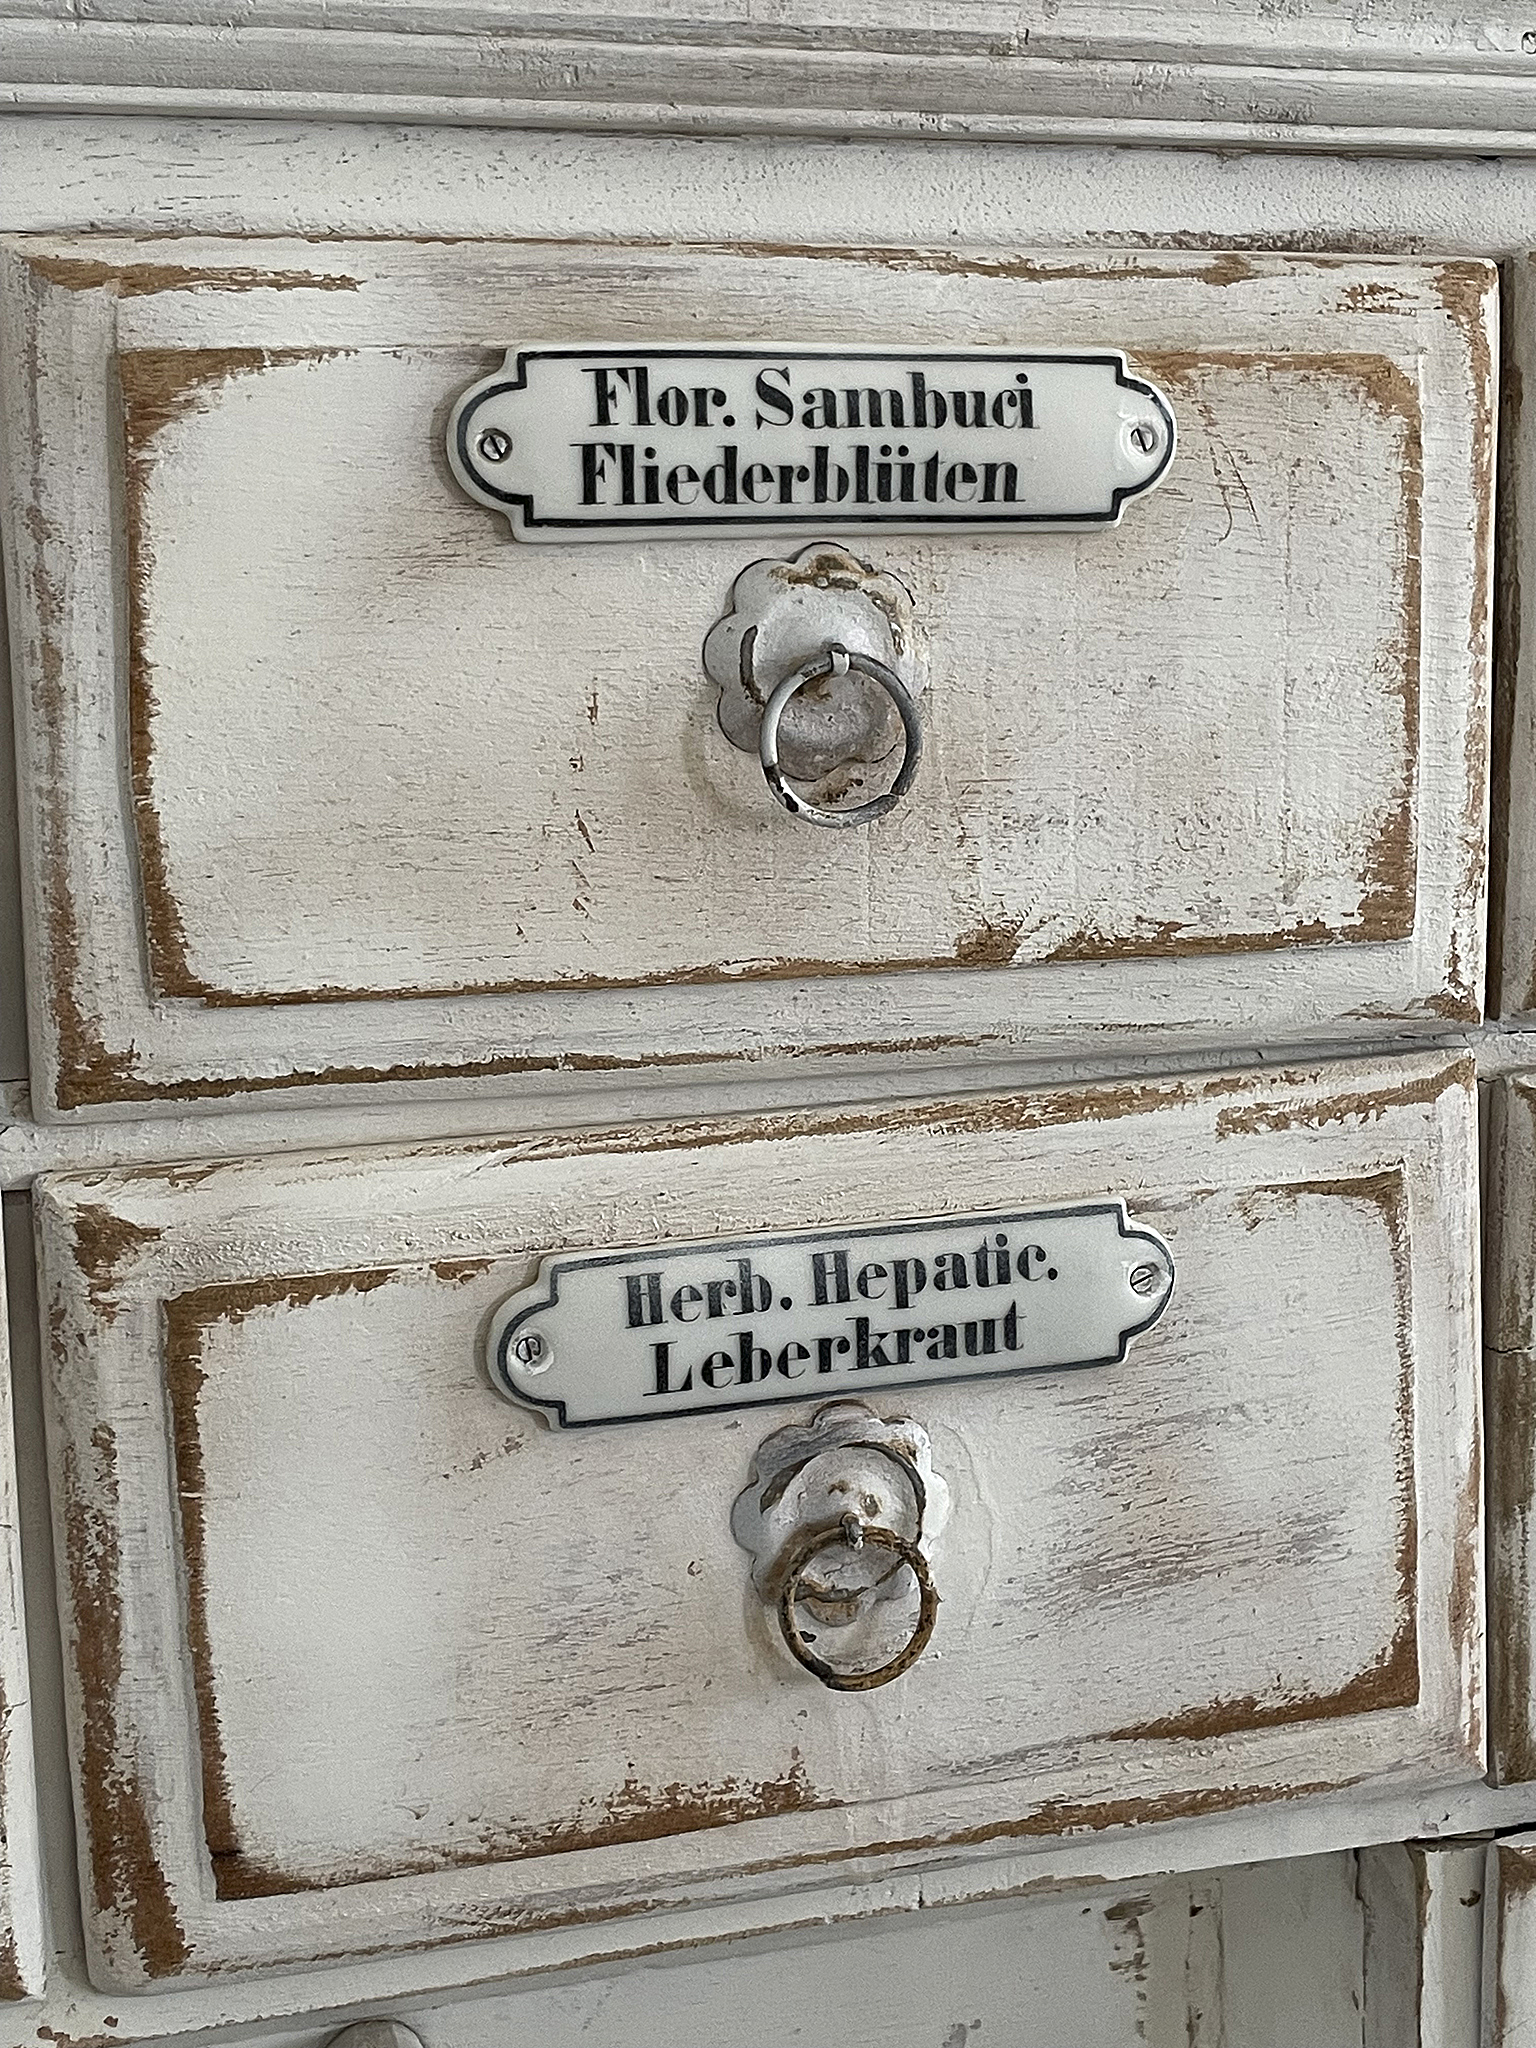 Flor. Sambuci
Fliederblüten
Herb. Hepatic.
Leberkraut